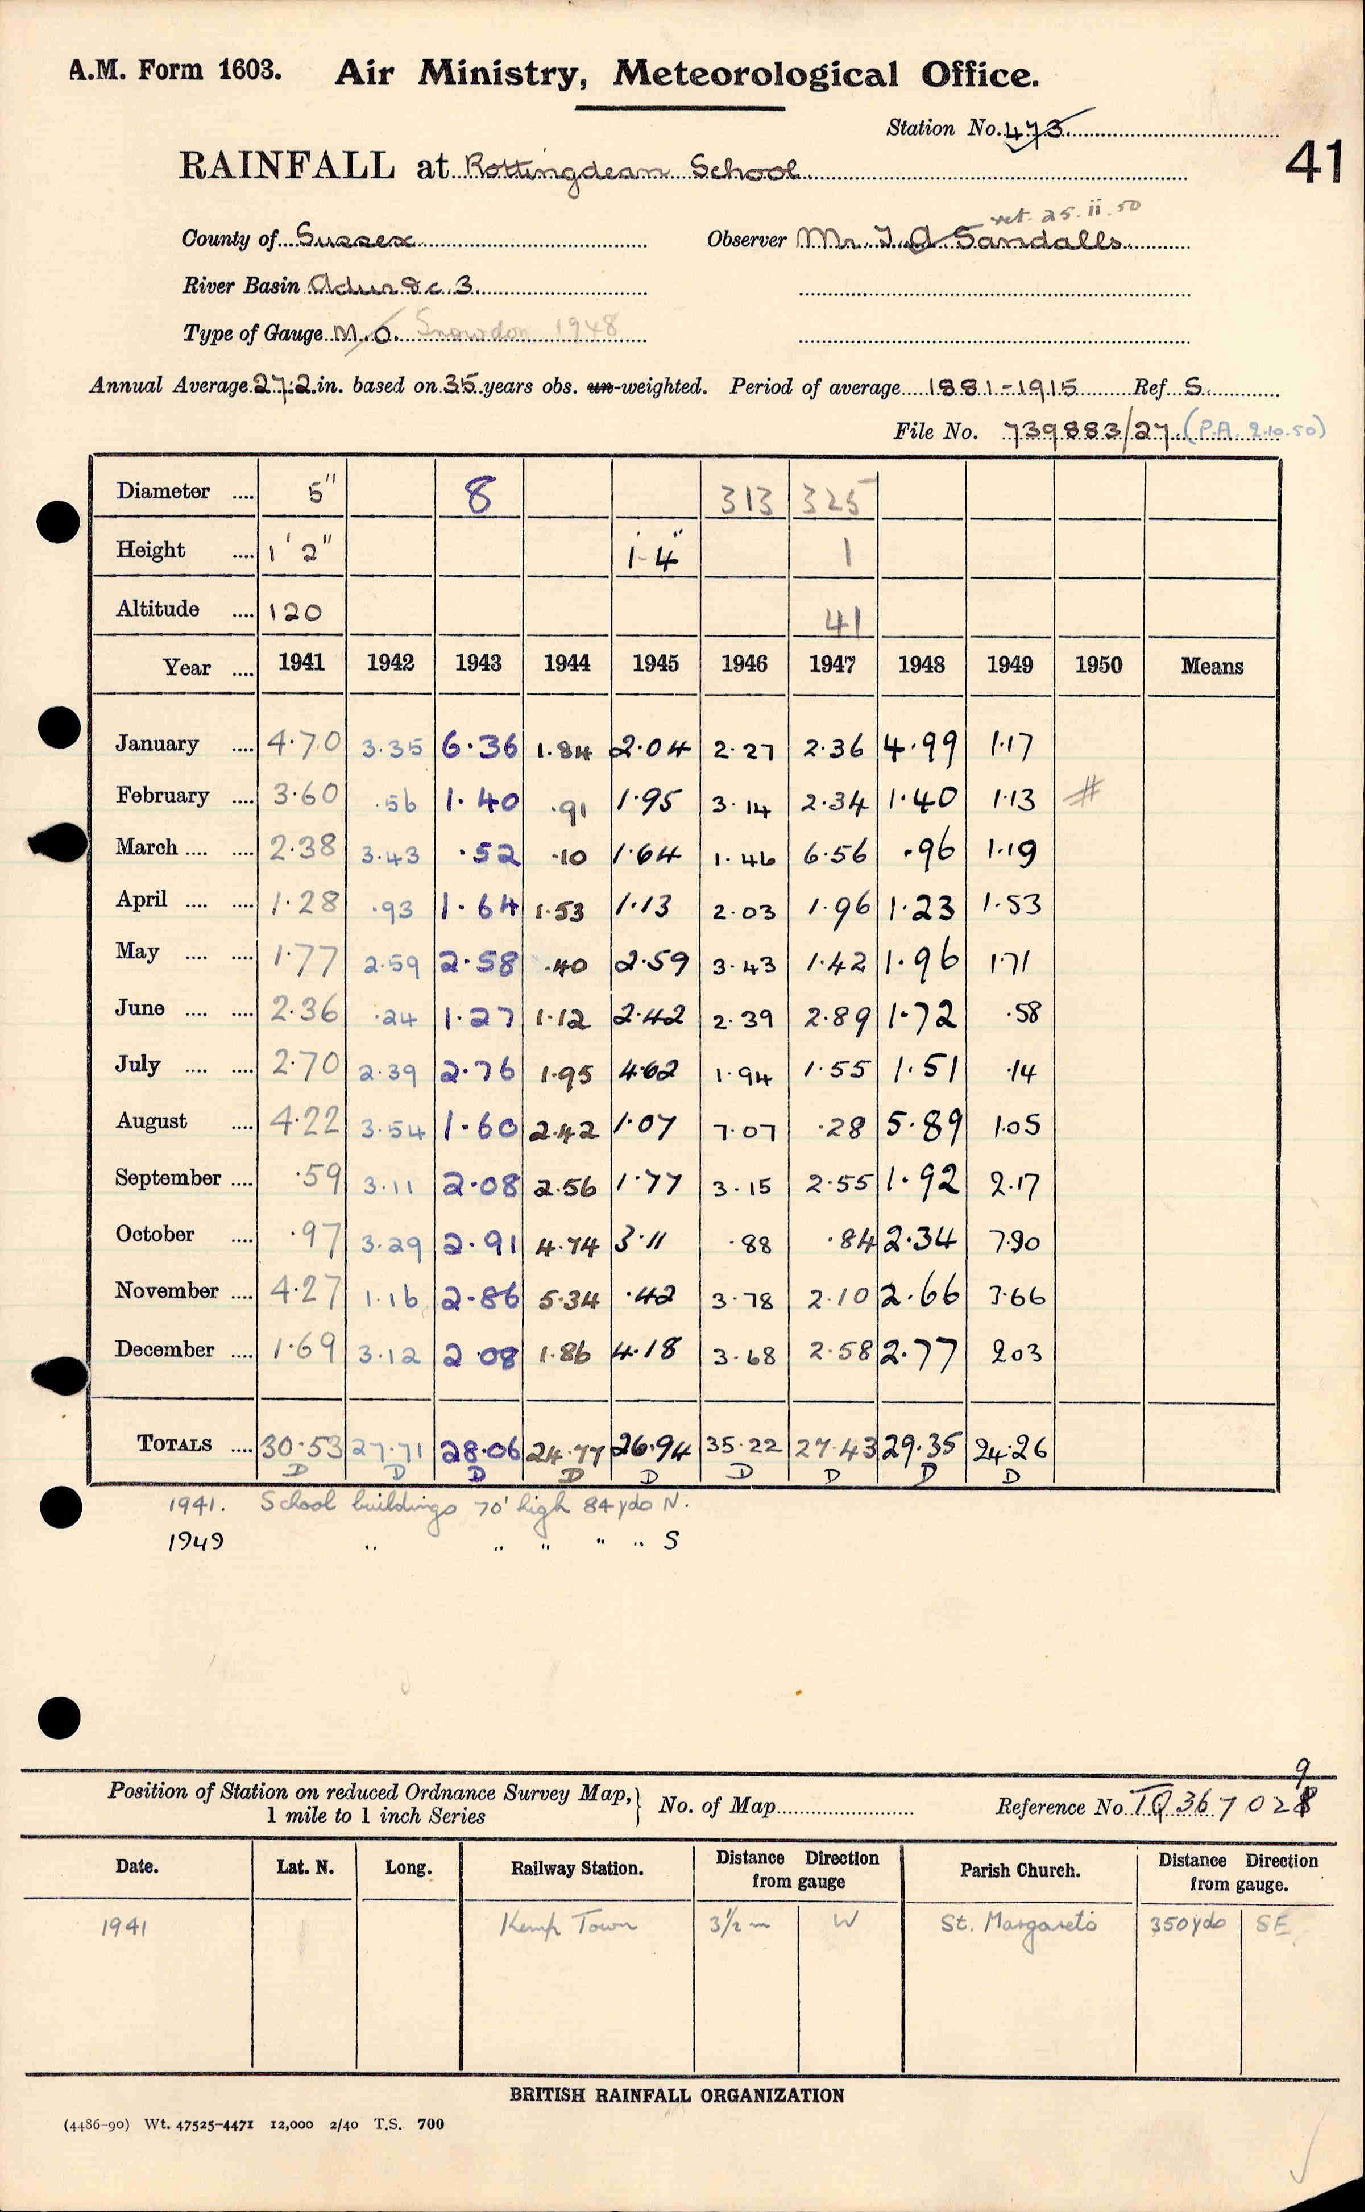 A.M. Form 1603. Air Ministry, Meteorological Office.
Station No. 473
41
RAINFALL at Rottingdean School
ret. 25.ii.50
County of Sussex Observer Mr. J. A. Sandalls
River Basin Adur &c 3.
Type of Gauge M.O. Snowdon 1948
Annual Average 27.2 in. based on 35 years obs. un-weighted. Period of average 1881-1915 Ref S.
File No. 739883/27 (P.A. 2.10.50)
Diameter .... 5" 8 313 325
Height .... 1' 2" 1'-4" 1
Altitude .... 120 41
Year .... 1941 1942 1943 1944 1945 1946 1947 1948 1949 1950 Means
January .... 4.70 3.35 6.36 1.84 2.04 2.27 2.36 4.99 1.17
February .... 3.60 .56 1.40 .91 1.95 3.14 2.34 1.40 1.13 #
March .... .... 2.38 3.43 .52 .10 1.64 1.46 6.56 .96 1.19
April .... .... 1.28 .93 1.64 1.53 1.13 2.03 1.96 1.23 1.53
May .... .... 1.77 2.59 2.58 .40 2.59 3.43 1.42 1.96 1.71
June .... .... 2.36 .24 1.27 1.12 2.42 2.39 2.89 1.72 .58
July .... .... 2.70 2.39 2.76 1.95 4.62 1.94 1.55 1.51 .14
August .... 4.22 3.54 1.60 2.42 1.07 7.07 .28 5.89 1.05
September .... .59 3.11 2.08 2.56 1.77 3.15 2.55 1.92 2.17
October .... .97 3.29 2.91 4.74 3.11 .88 .84 2.34 7.90
November .... 4.27 1.16 2.86 5.34 .42 3.78 2.10 2.66 3.66
December .... 1.69 3.12 2.08 1.86 4.18 3.68 2.58 2.77 2.03
TOTALS .... 30.53 27.71 28.06 24.77 26.94 35.22 27.43 29.35 24.26
D D D D D D D D D
1941. School buildings 70' high 84 yds N.
1949 " " " " " S
Position of Station on reduced Ordnance Survey Map, 1 mile to 1 inch Series } No. of Map Reference No. TQ 367 028 9
Date. Lat. N. Long. Railway Station. Distance Direction from gauge Parish Church. Distance Direction from gauge.
1941 Kemp Town 3½ m W St. Margaret's 350 yds SE
BRITISH RAINFALL ORGANIZATION
(4486-90) Wt. 47525-4471 12,000 2/40 T.S. 700